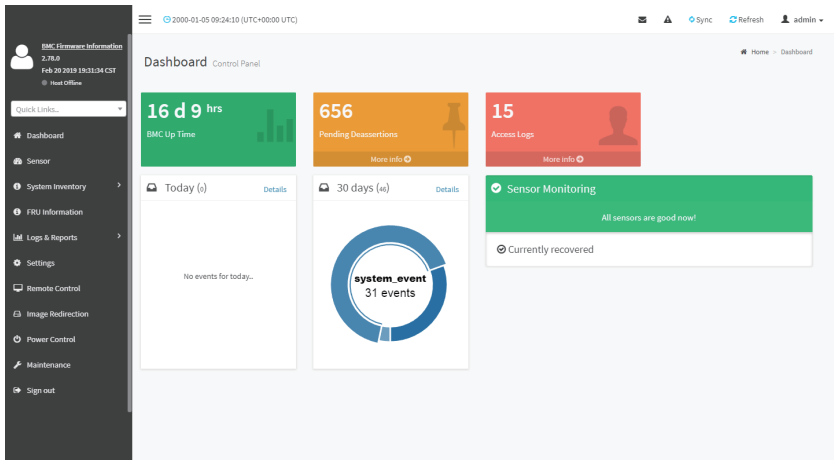 2000-01-05 09:24:10 (UTC+00:00 UTC)
Sync
Refresh
admin
BMC Firmware Information
2.78.0
Feb 20 2019 19:31:34 CST
Host Offline
Quick Links..
Dashboard
Sensor
System Inventory
FRU Information
Logs & Reports
Settings
Remote Control
Image Redirection
Power Control
Maintenance
Sign out
Dashboard Control Panel
Home > Dashboard
16 d 9 hrs
BMC Up Time
656
Pending Deassertions
More info
15
Access Logs
More info
Today (0)
Details
No events for today..
30 days (46)
Details
system_event
31 events
Sensor Monitoring
All sensors are good now!
Currently recovered